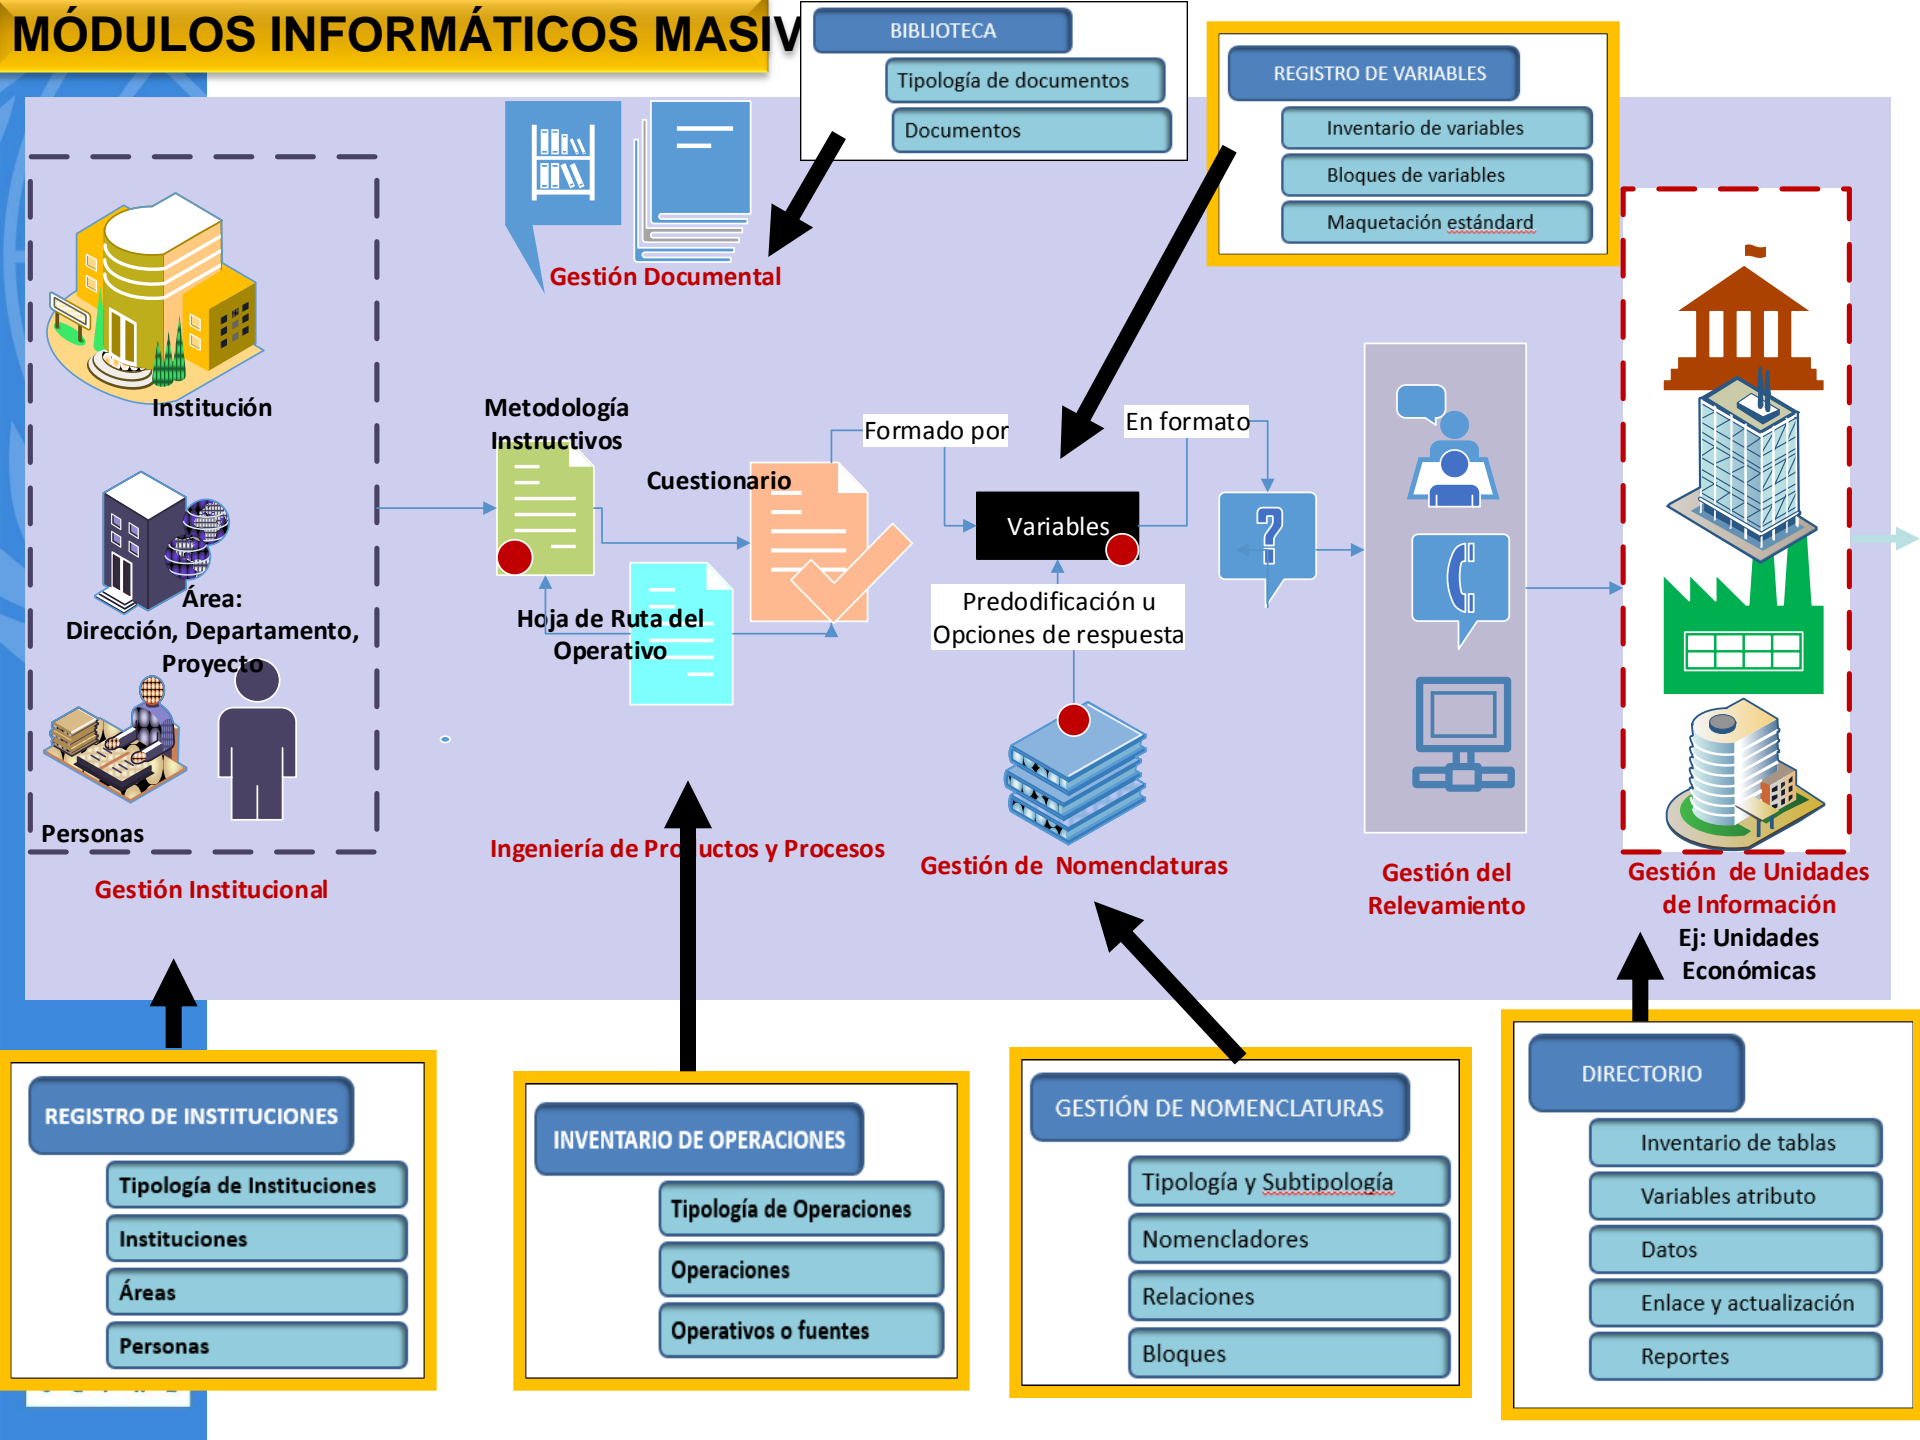 MÓDULOS INFORMÁTICOS MASIV
BIBLIOTECA
Tipología de documentos
Documentos
REGISTRO DE VARIABLES
Inventario de variables
Bloques de variables
Maquetación estándard
Gestión Documental
Institución
Área:
Dirección, Departamento,
Proyecto
Personas
Gestión Institucional
Metodología
Instructivos
Cuestionario
Hoja de Ruta del
Operativo
Ingeniería de Productos y Procesos
Formado por
Variables
En formato
?
Predodificación u
Opciones de respuesta
Gestión de Nomenclaturas
Gestión del
Relevamiento
Gestión de Unidades
de Información
Ej: Unidades
Económicas
REGISTRO DE INSTITUCIONES
Tipología de Instituciones
Instituciones
Áreas
Personas
INVENTARIO DE OPERACIONES
Tipología de Operaciones
Operaciones
Operativos o fuentes
GESTIÓN DE NOMENCLATURAS
Tipología y Subtipología
Nomencladores
Relaciones
Bloques
DIRECTORIO
Inventario de tablas
Variables atributo
Datos
Enlace y actualización
Reportes